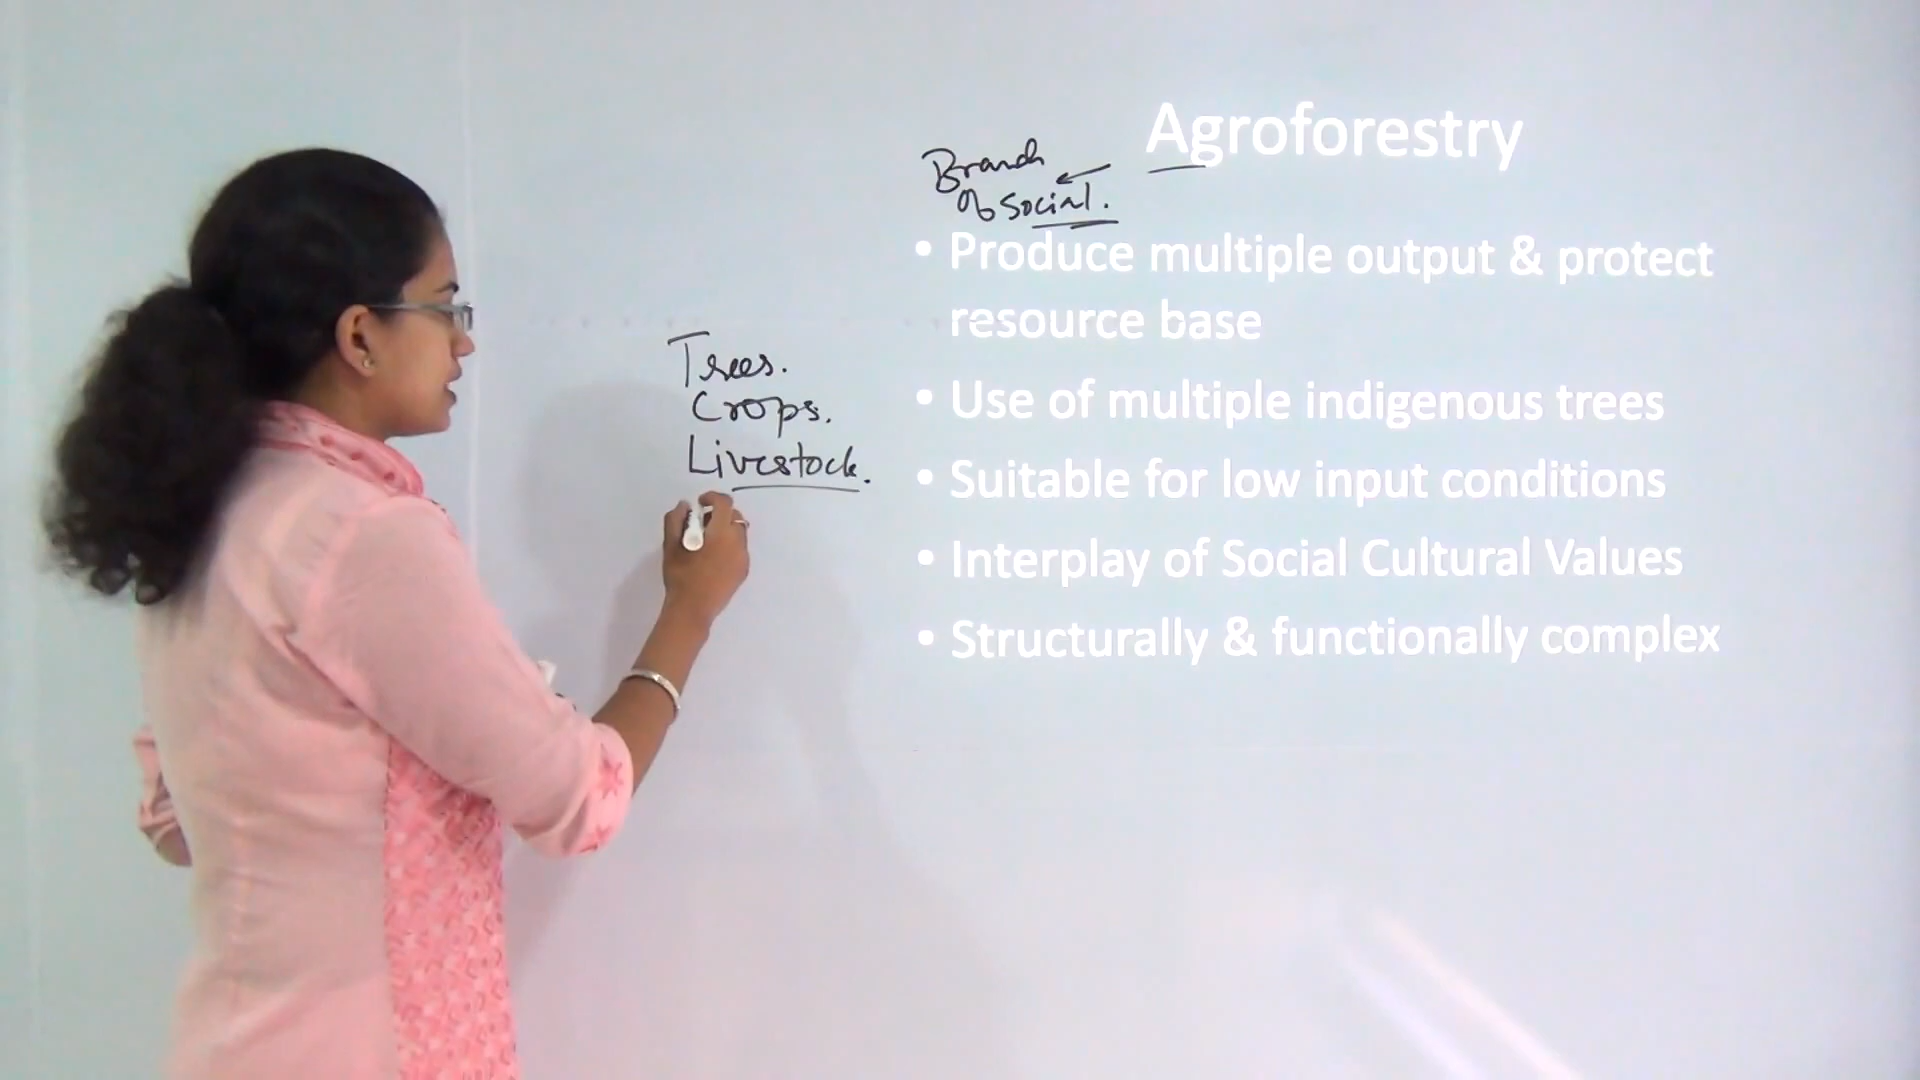 Agroforestry
Branch
of Social.
• Produce multiple output & protect
resource base
• Use of multiple indigenous trees
• Suitable for low input conditions
• Interplay of Social Cultural Values
• Structurally & functionally complex
Trees.
Crops.
Livestock.